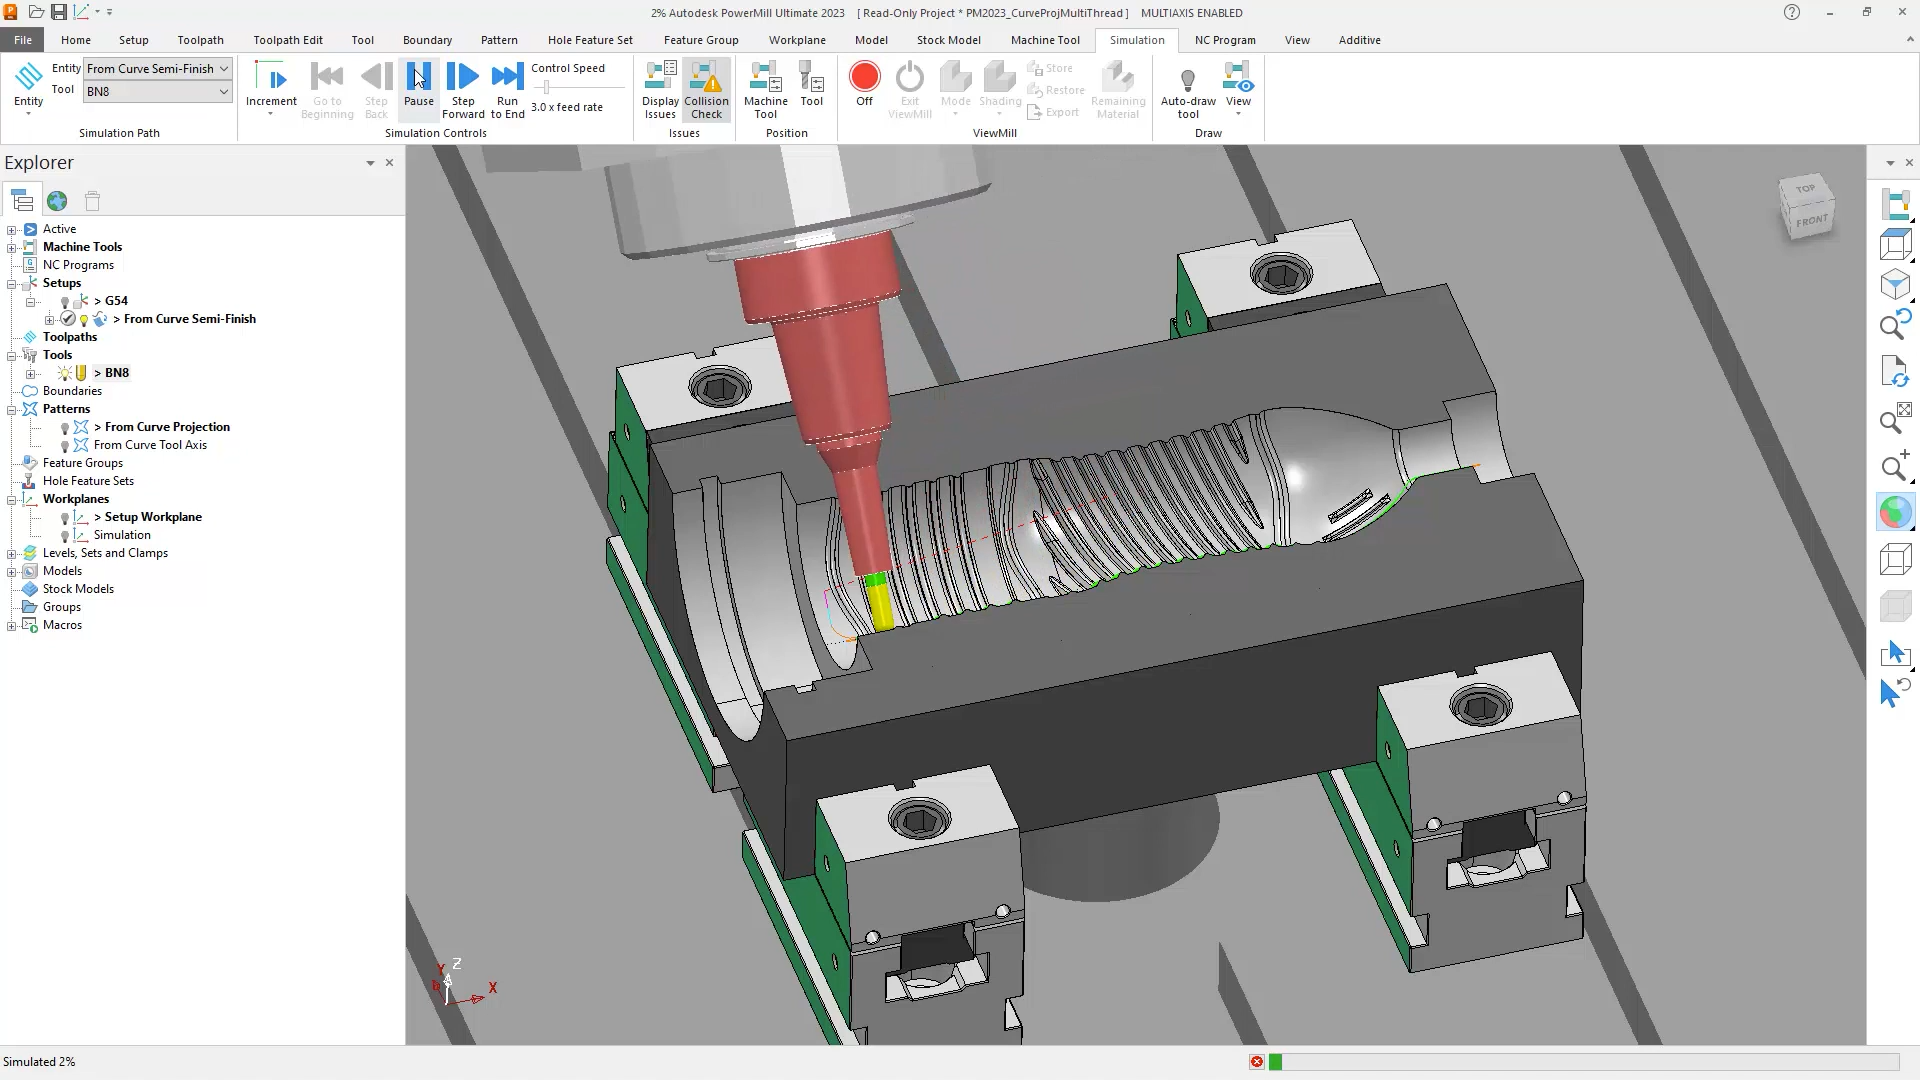 2% Autodesk PowerMill Ultimate 2023 [ Read-Only Project * PM2023_CurveProjMultiThread ] MULTIAXIS ENABLED
File Home Setup Toolpath Toolpath Edit Tool Boundary Pattern Hole Feature Set Feature Group Workplane Model Stock Model Machine Tool Simulation NC Program View Additive
Entity
Entity From Curve Semi-Finish
Tool BN8
Simulation Path
Increment
Go to Beginning
Step Back
Pause
Step Forward
Run to End
Control Speed
3.0 x feed rate
Simulation Controls
Display Issues
Collision Check
Issues
Machine Tool
Tool
Position
Off
Exit ViewMill
Mode
Shading
Store
Restore
Export
Remaining Material
ViewMill
Auto-draw tool
View
Draw
Explorer
Active
Machine Tools
NC Programs
Setups
> G54
> From Curve Semi-Finish
Toolpaths
Tools
> BN8
Boundaries
Patterns
> From Curve Projection
From Curve Tool Axis
Feature Groups
Hole Feature Sets
Workplanes
> Setup Workplane
Simulation
Levels, Sets and Clamps
Models
Stock Models
Groups
Macros
TOP
FRONT
Y
Z
X
Simulated 2%